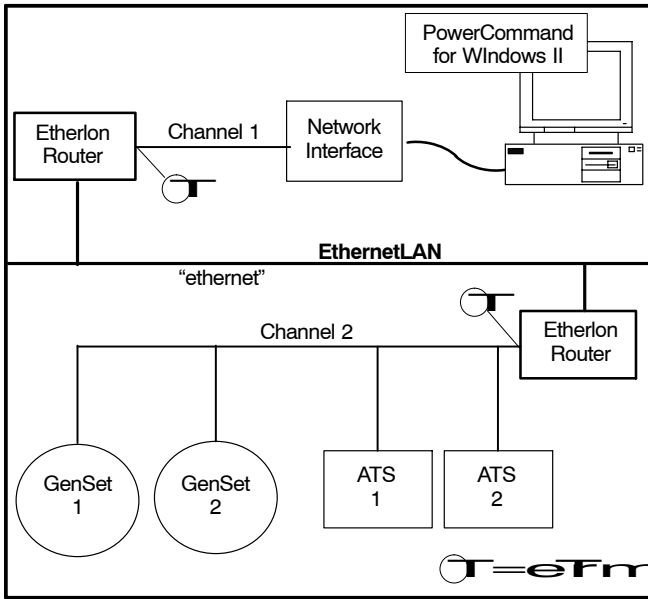 PowerCommand
for WIndows II
Etherlon
Router
Channel 1
Network
Interface
T
EthernetLAN
“ethernet”
T
Channel 2
Etherlon
Router
GenSet
1
GenSet
2
ATS
1
ATS
2